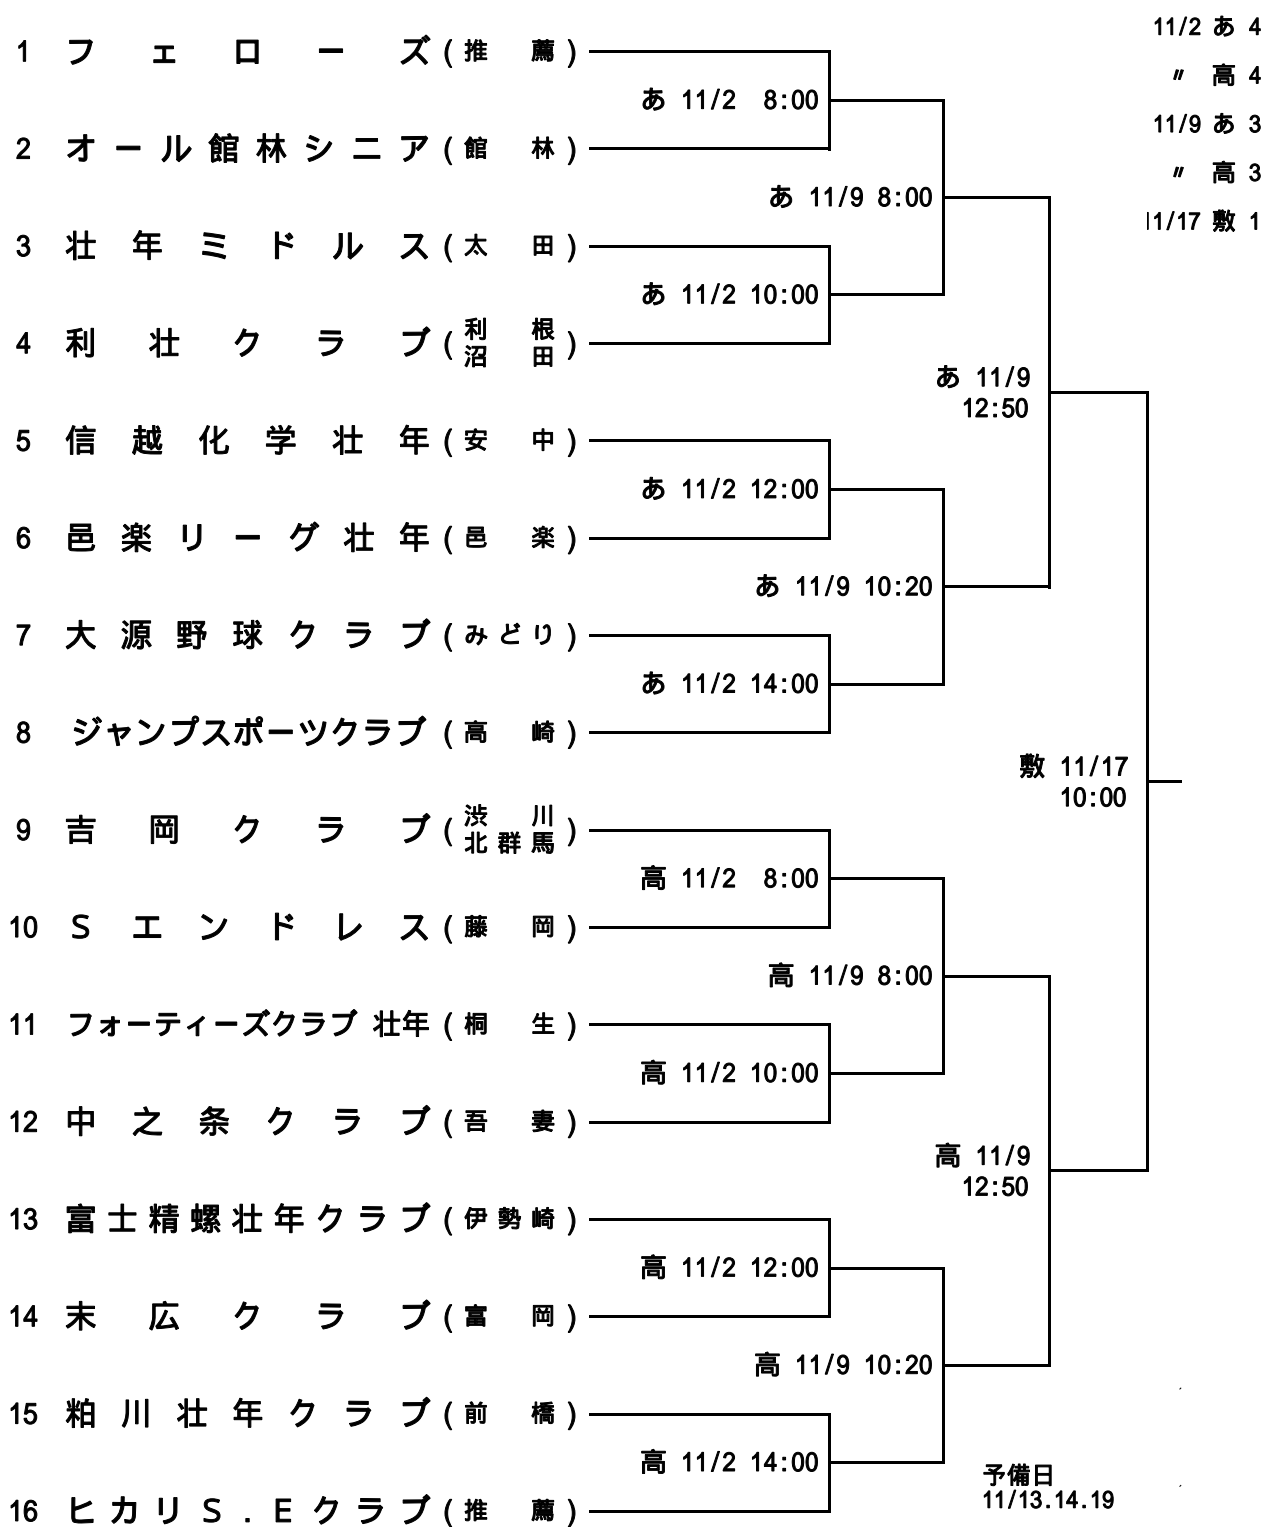 11/2 あ 4
〃 高 4
11/9 あ 3
〃 高 3
11/17 敷 1
1 フェローズ(推 薦)
あ 11/2 8:00
2 オール館林シニア(館 林)
あ 11/9 8:00
3 壮年ミドルス(太 田)
あ 11/2 10:00
4 利壮クラブ(利根沼田)
あ 11/9
12:50
5 信越化学壮年(安 中)
あ 11/2 12:00
6 邑楽リーグ壮年(邑 楽)
あ 11/9 10:20
7 大源野球クラブ(みどり)
あ 11/2 14:00
8 ジャンプスポーツクラブ(高 崎)
敷 11/17
10:00
9 吉岡クラブ(渋川北群馬)
高 11/2 8:00
10 Sエンドレス(藤 岡)
高 11/9 8:00
11 フォーティーズクラブ 壮年(桐 生)
高 11/2 10:00
12 中之条クラブ(吾 妻)
高 11/9
12:50
13 富士精螺壮年クラブ(伊勢崎)
高 11/2 12:00
14 末広クラブ(富 岡)
高 11/9 10:20
15 粕川壮年クラブ(前 橋)
高 11/2 14:00
16 ヒカリS.Eクラブ(推 薦)
予備日
11/13.14.19